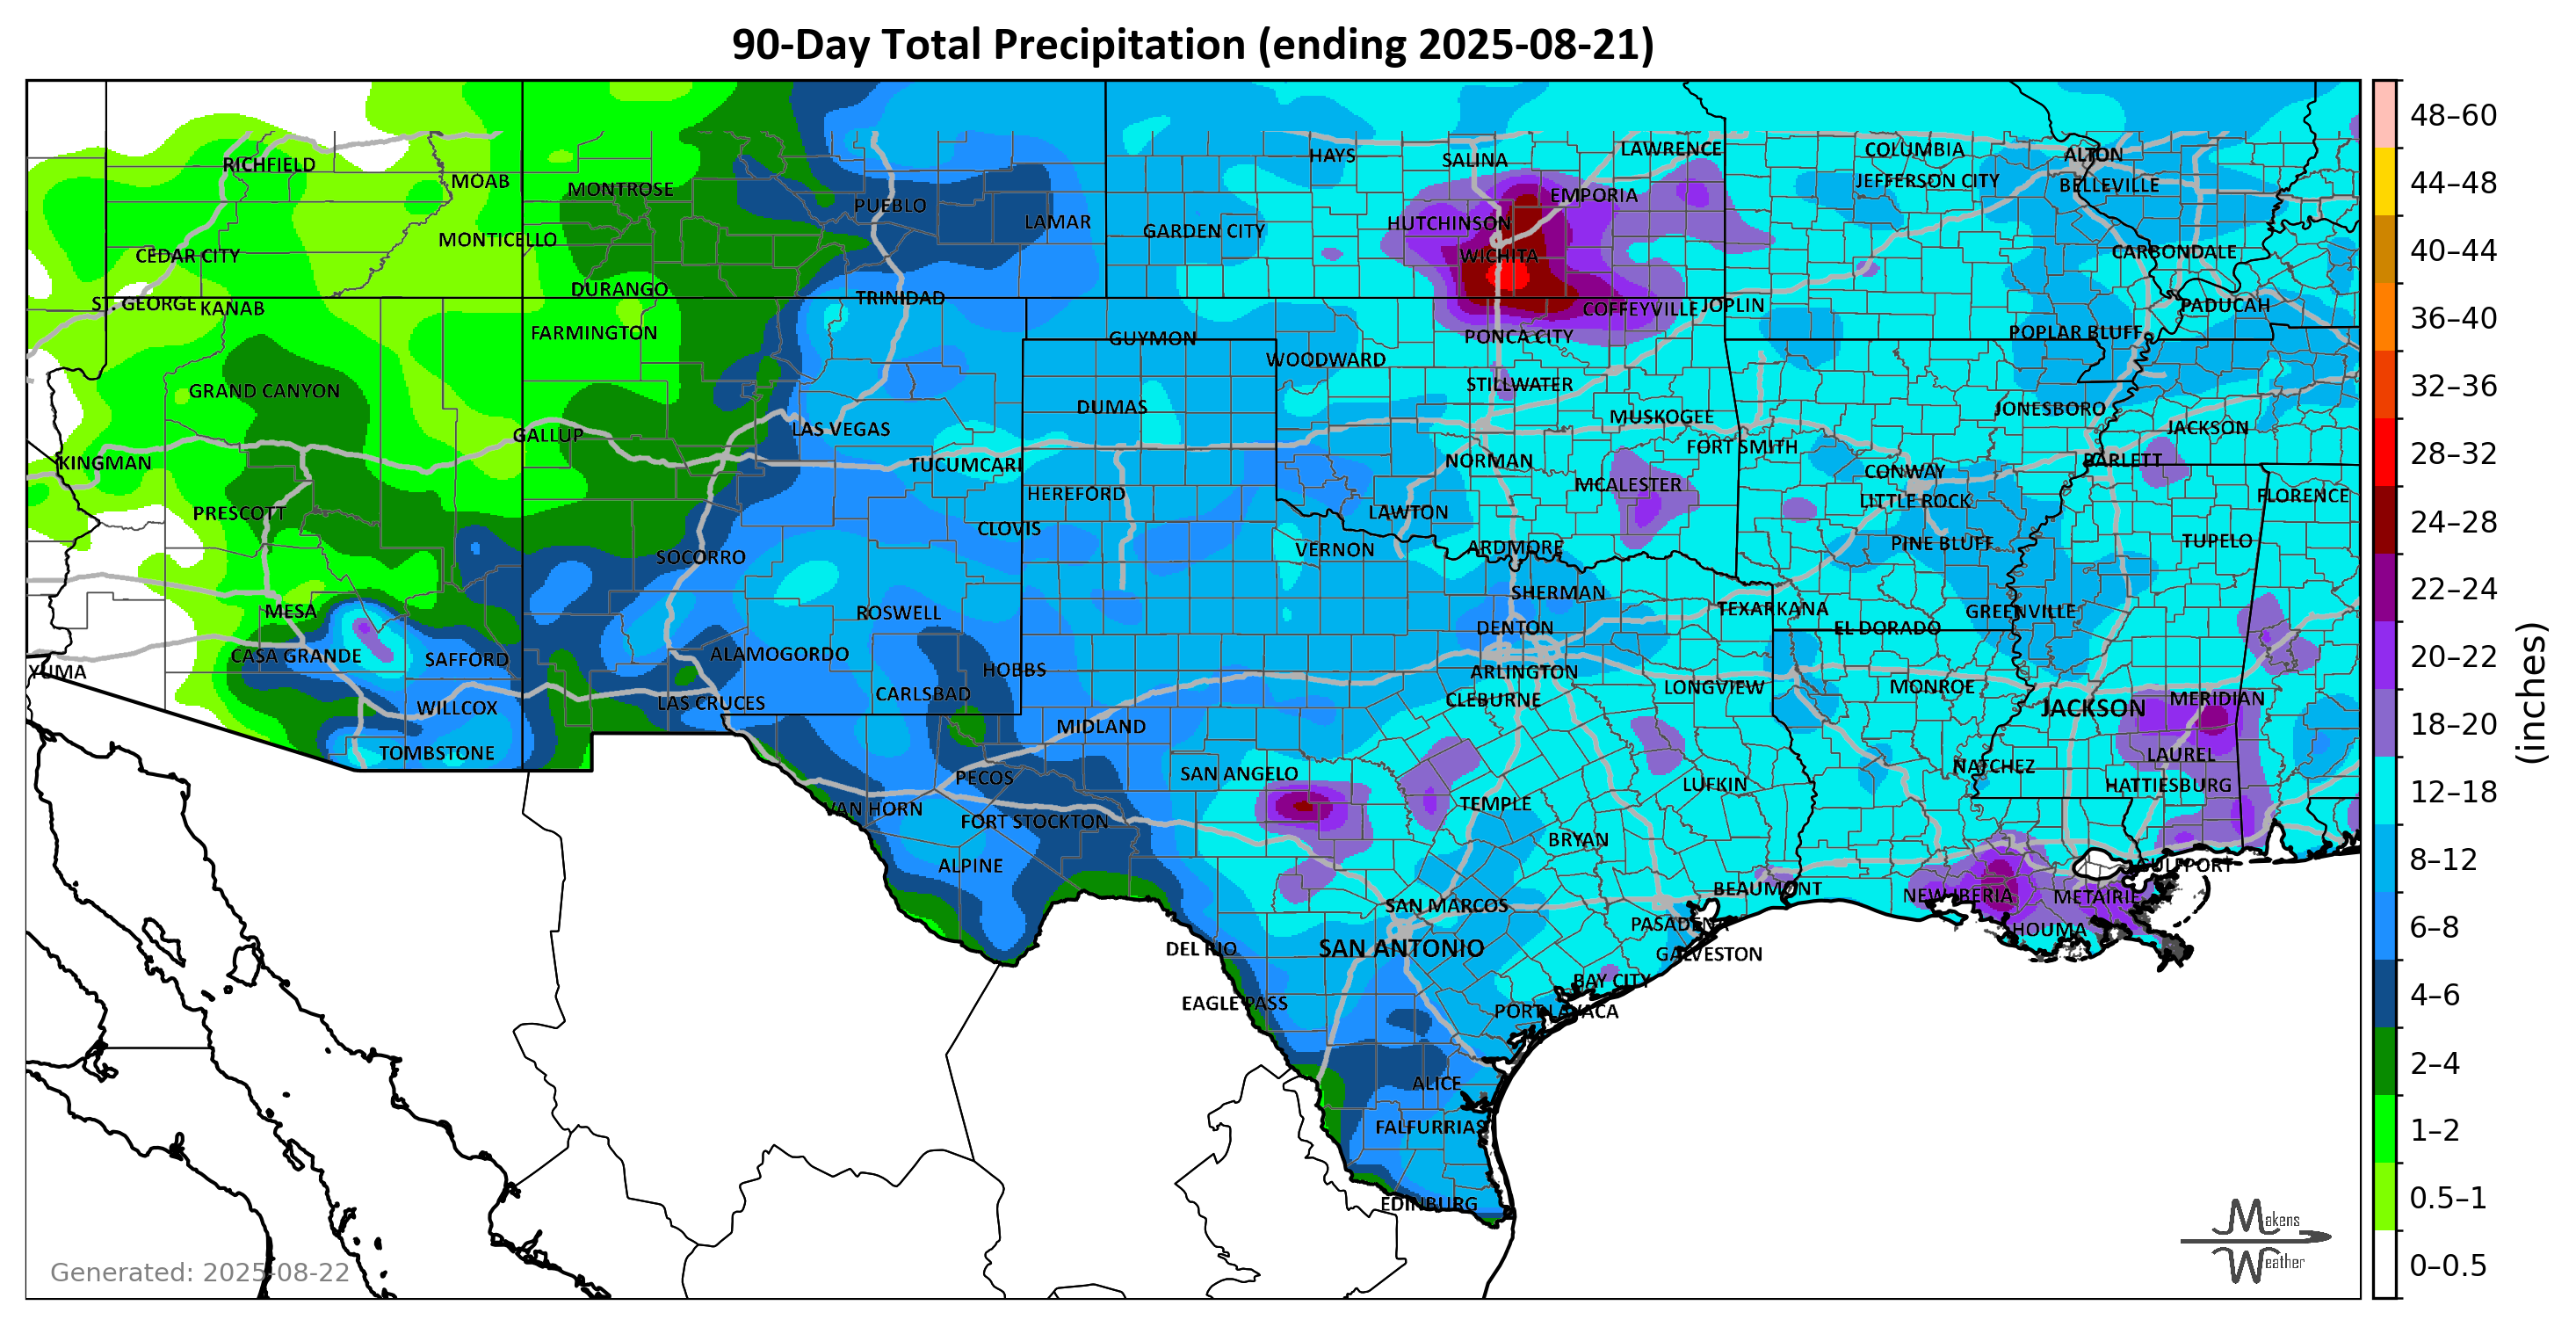 90-Day Total Precipitation (ending 2025-08-21)
HAYS
SALINA
LAWRENCE
COLUMBIA
ALTON
RICHFIELD
MOAB
MONTROSE
JEFFERSON CITY
BELLEVILLE
PUEBLO
EMPORIA
LAMAR
GARDEN CITY
HUTCHINSON
MONTICELLO
CEDAR CITY
WICHITA
CARBONDALE
DURANGO
TRINIDAD
ST. GEORGE
KANAB
COFFEYVILLE
JOPLIN
PADUCAH
FARMINGTON
GUYMON
PONCA CITY
POPLAR BLUFF
WOODWARD
GRAND CANYON
STILLWATER
DUMAS
MUSKOGEE
JONESBORO
LAS VEGAS
JACKSON
GALLUP
FORT SMITH
KINGMAN
TUCUMCARI
NORMAN
CONWAY
BARLETT
HEREFORD
MCALESTER
LITTLE ROCK
FLORENCE
PRESCOTT
CLOVIS
LAWTON
SOCORRO
VERNON
ARDMORE
PINE BLUFF
TUPELO
MESA
ROSWELL
SHERMAN
TEXARKANA
GREENVILLE
DENTON
EL DORADO
CASA GRANDE
SAFFORD
ALAMOGORDO
YUMA
HOBBS
ARLINGTON
WILLCOX
LAS CRUCES
CARLSBAD
CLEBURNE
LONGVIEW
MONROE
JACKSON
MERIDIAN
TOMBSTONE
MIDLAND
LAUREL
PECOS
SAN ANGELO
NATCHEZ
VAN HORN
FORT STOCKTON
TEMPLE
LUFKIN
HATTIESBURG
ALPINE
BRYAN
GULFPORT
SAN MARCOS
BEAUMONT
NEW IBERIA
METAIRIE
PASADENA
HOUMA
DEL RIO
SAN ANTONIO
GALVESTON
EAGLE PASS
BAY CITY
PORT LAVACA
ALICE
FALFURRIAS
EDINBURG
48–60
44–48
40–44
36–40
32–36
28–32
24–28
22–24
20–22
18–20
12–18
8–12
6–8
4–6
2–4
1–2
0.5–1
0–0.5
(inches)
Generated: 2025-08-22
Makens
Weather